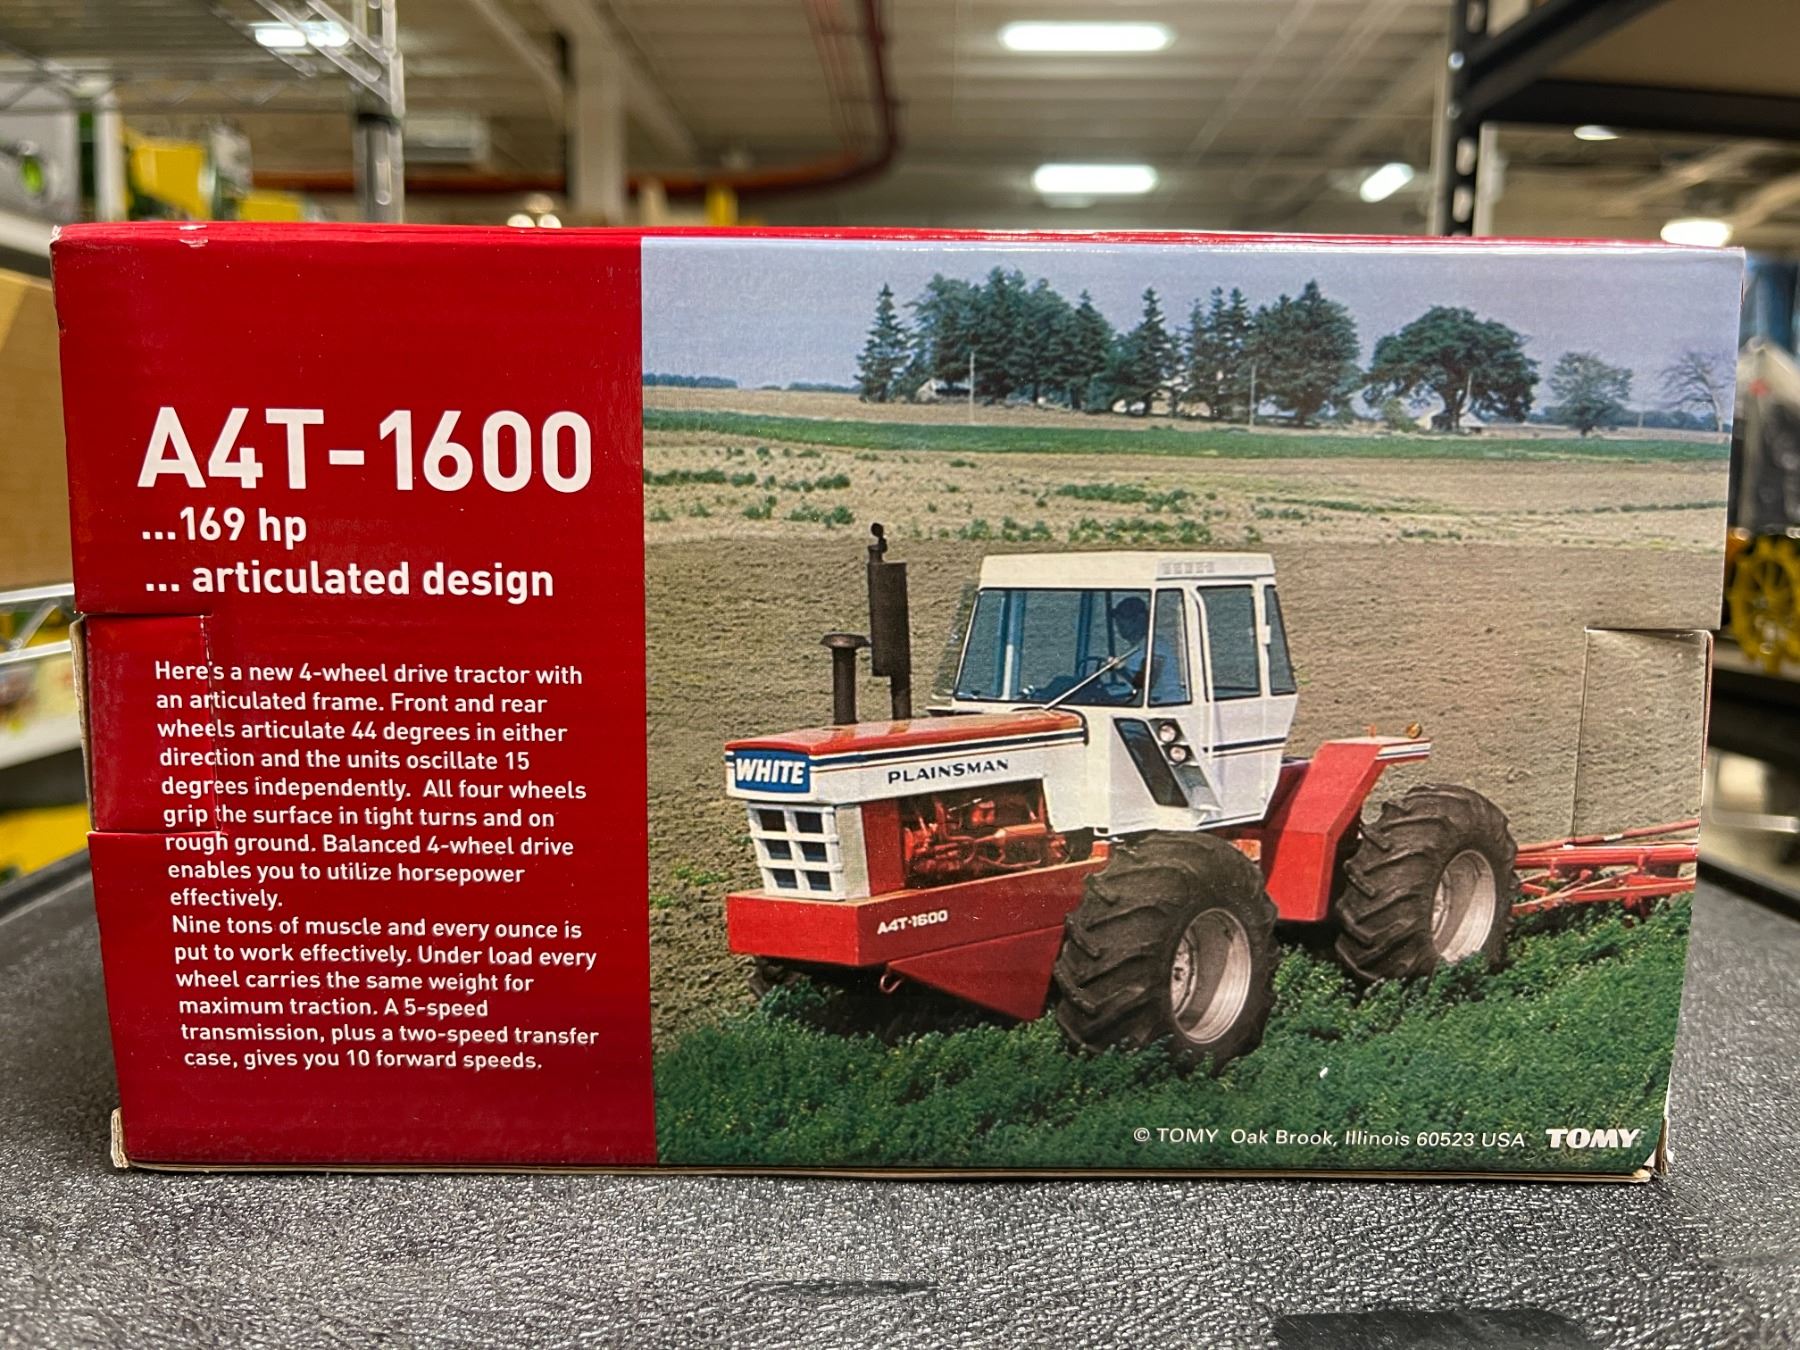 A4T-1600
...169 hp
... articulated design
Here's a new 4-wheel drive tractor with
an articulated frame. Front and rear
wheels articulate 44 degrees in either
direction and the units oscillate 15
degrees independently. All four wheels
grip the surface in tight turns and on
rough ground. Balanced 4-wheel drive
enables you to utilize horsepower
effectively.
Nine tons of muscle and every ounce is
put to work effectively. Under load every
wheel carries the same weight for
maximum traction. A 5-speed
transmission, plus a two-speed transfer
case, gives you 10 forward speeds.
WHITE
PLAINSMAN
A4T-1600
© TOMY Oak Brook, Illinois 60523 USA TOMY